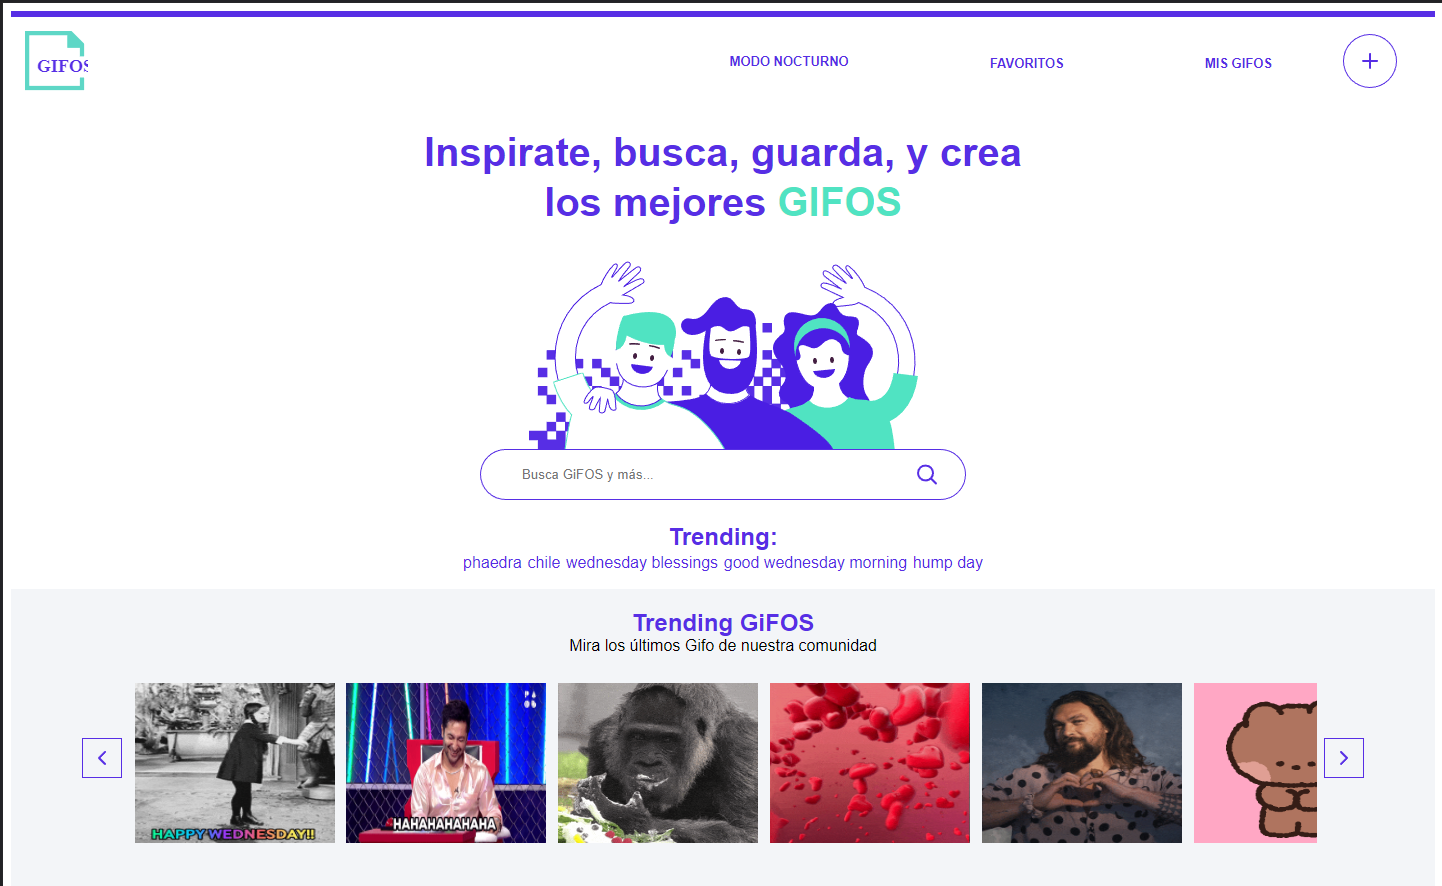 GIFOS
MODO NOCTURNO
FAVORITOS
MIS GIFOS
Inspirate, busca, guarda, y crea
los mejores GIFOS
Busca GiFOS y más...
Trending:
phaedra chile wednesday blessings good wednesday morning hump day
Trending GiFOS
Mira los últimos Gifo de nuestra comunidad
HAPPY WEDNESDAY!!
HAHAHAHAHAHA